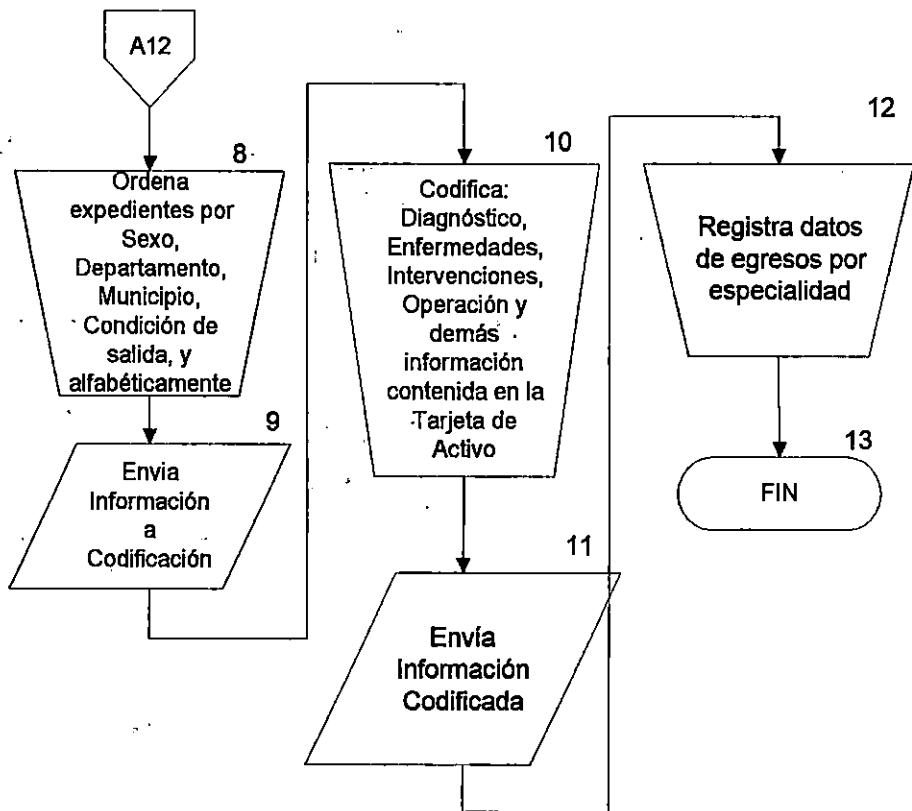 A12
8
Ordena
expedientes por
Sexo,
Departamento,
Municipio,
Condición de
salida, y
alfabéticamente
9
Envia
Información
a
Codificación
10
Codifica:
Diagnóstico,
Enfermedades,
Intervenciones,
Operación y
demás
información
contenida en la
Tarjeta de
Activo
11
Envía
Información
Codificada
12
Registra datos
de egresos por
especialidad
13
FIN